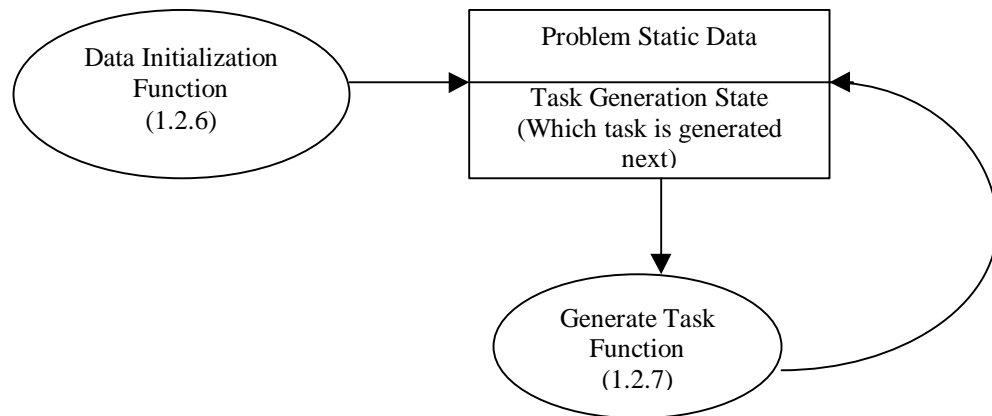 Data Initialization
Function
(1.2.6)
Problem Static Data
Task Generation State
(Which task is generated
next)
Generate Task
Function
(1.2.7)